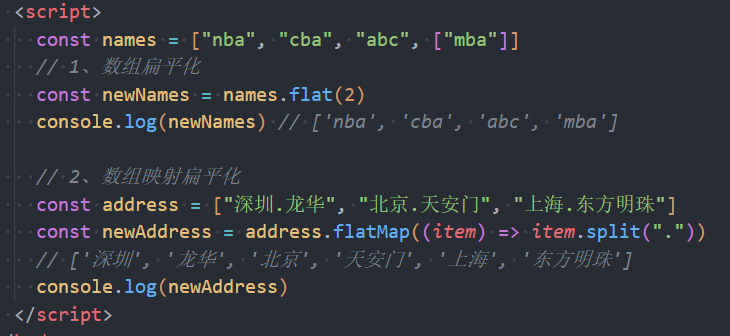 <script>
const names = ["nba", "cba", "abc", ["mba"]]
// 1、数组扁平化
const newNames = names.flat(2)
console.log(newNames) // ['nba', 'cba', 'abc', 'mba']
// 2、数组映射扁平化
const address = ["深圳.龙华", "北京.天安门", "上海.东方明珠"]
const newAddress = address.flatMap((item) => item.split("."))
// ['深圳', '龙华', '北京', '天安门', '上海', '东方明珠']
console.log(newAddress)
</script>